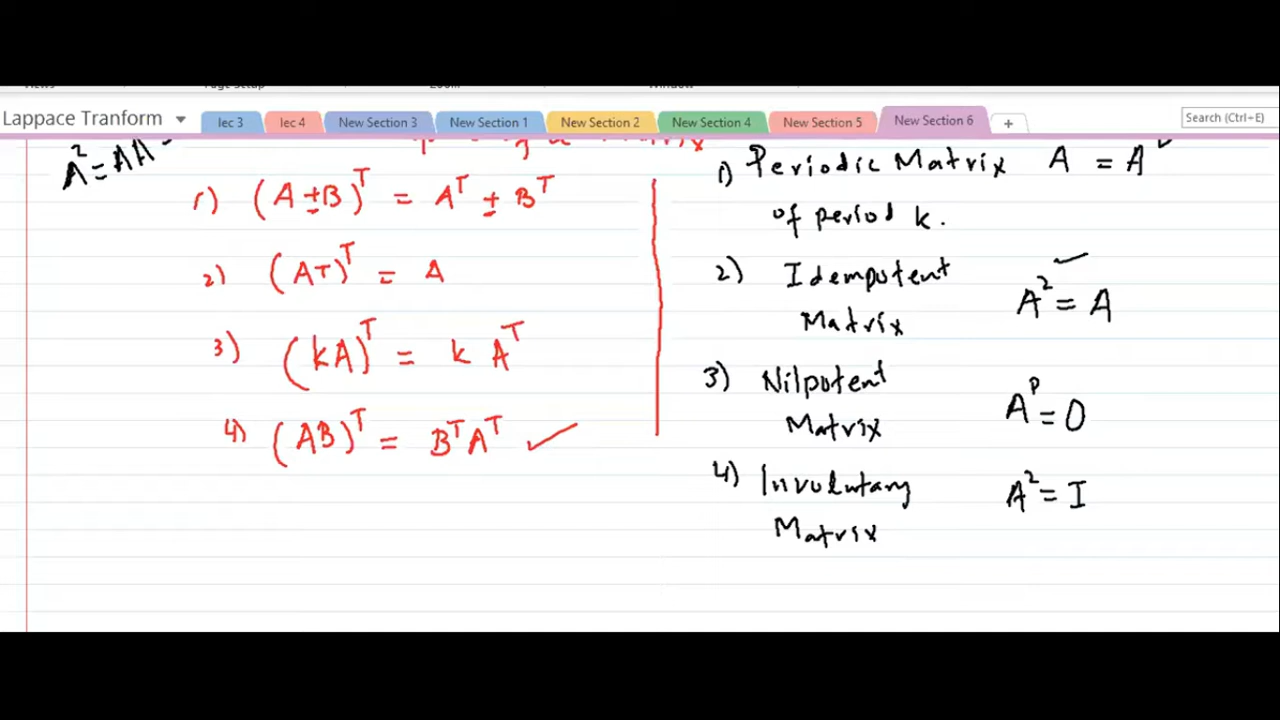 Lappace Tranform
lec 3
lec 4
New Section 3
New Section 1
New Section 2
New Section 4
New Section 5
New Section 6
Search (Ctrl+E)
A² = AA
1) (A ± B)ᵀ = Aᵀ ± Bᵀ
2) (AT)ᵀ = A
3) (kA)ᵀ = k Aᵀ
4) (AB)ᵀ = BᵀAᵀ ✓
1) Periodic Matrix A = A
of period k.
2) Idempotent
Matrix A² = A ✓
3) Nilpotent
Matrix Aᵖ = 0
4) Involutary
Matrix A² = I